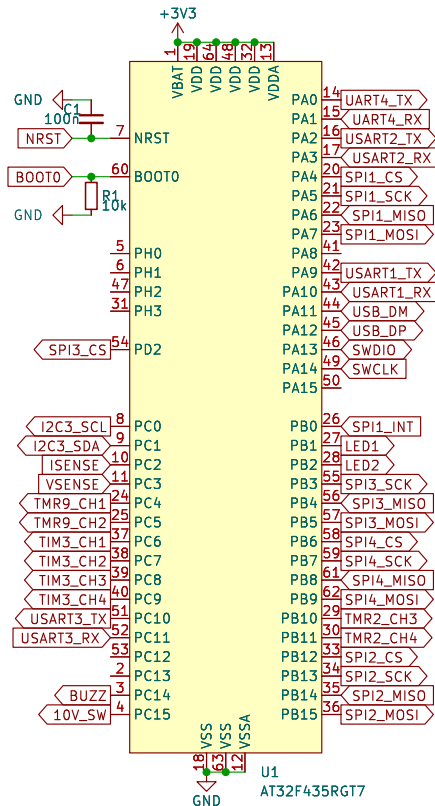 +3V3
1 19 64 48 32 13
VBAT VDD VDD VDD VDD VDDA
GND
C1
100n
NRST 7 NRST
BOOT0 60 BOOT0
R1
10k
GND
5 PH0
6 PH1
47 PH2
31 PH3
SPI3_CS 54 PD2
I2C3_SCL 8 PC0
I2C3_SDA 9 PC1
ISENSE 10 PC2
VSENSE 11 PC3
TMR9_CH1 24 PC4
TMR9_CH2 25 PC5
TIM3_CH1 37 PC6
TIM3_CH2 38 PC7
TIM3_CH3 39 PC8
TIM3_CH4 40 PC9
USART3_TX 51 PC10
USART3_RX 52 PC11
53 PC12
2 PC13
BUZZ 3 PC14
10V_SW 4 PC15
PA0 14 UART4_TX
PA1 15 UART4_RX
PA2 16 USART2_TX
PA3 17 USART2_RX
PA4 20 SPI1_CS
PA5 21 SPI1_SCK
PA6 22 SPI1_MISO
PA7 23 SPI1_MOSI
PA8 41
PA9 42 USART1_TX
PA10 43 USART1_RX
PA11 44 USB_DM
PA12 45 USB_DP
PA13 46 SWDIO
PA14 49 SWCLK
PA15 50
PB0 26 SPI1_INT
PB1 27 LED1
PB2 28 LED2
PB3 55 SPI3_SCK
PB4 56 SPI3_MISO
PB5 57 SPI3_MOSI
PB6 58 SPI4_CS
PB7 59 SPI4_SCK
PB8 61 SPI4_MISO
PB9 62 SPI4_MOSI
PB10 29 TMR2_CH3
PB11 30 TMR2_CH4
PB12 33 SPI2_CS
PB13 34 SPI2_SCK
PB14 35 SPI2_MISO
PB15 36 SPI2_MOSI
VSS VSS VSSA
18 63 12
GND
U1
AT32F435RGT7